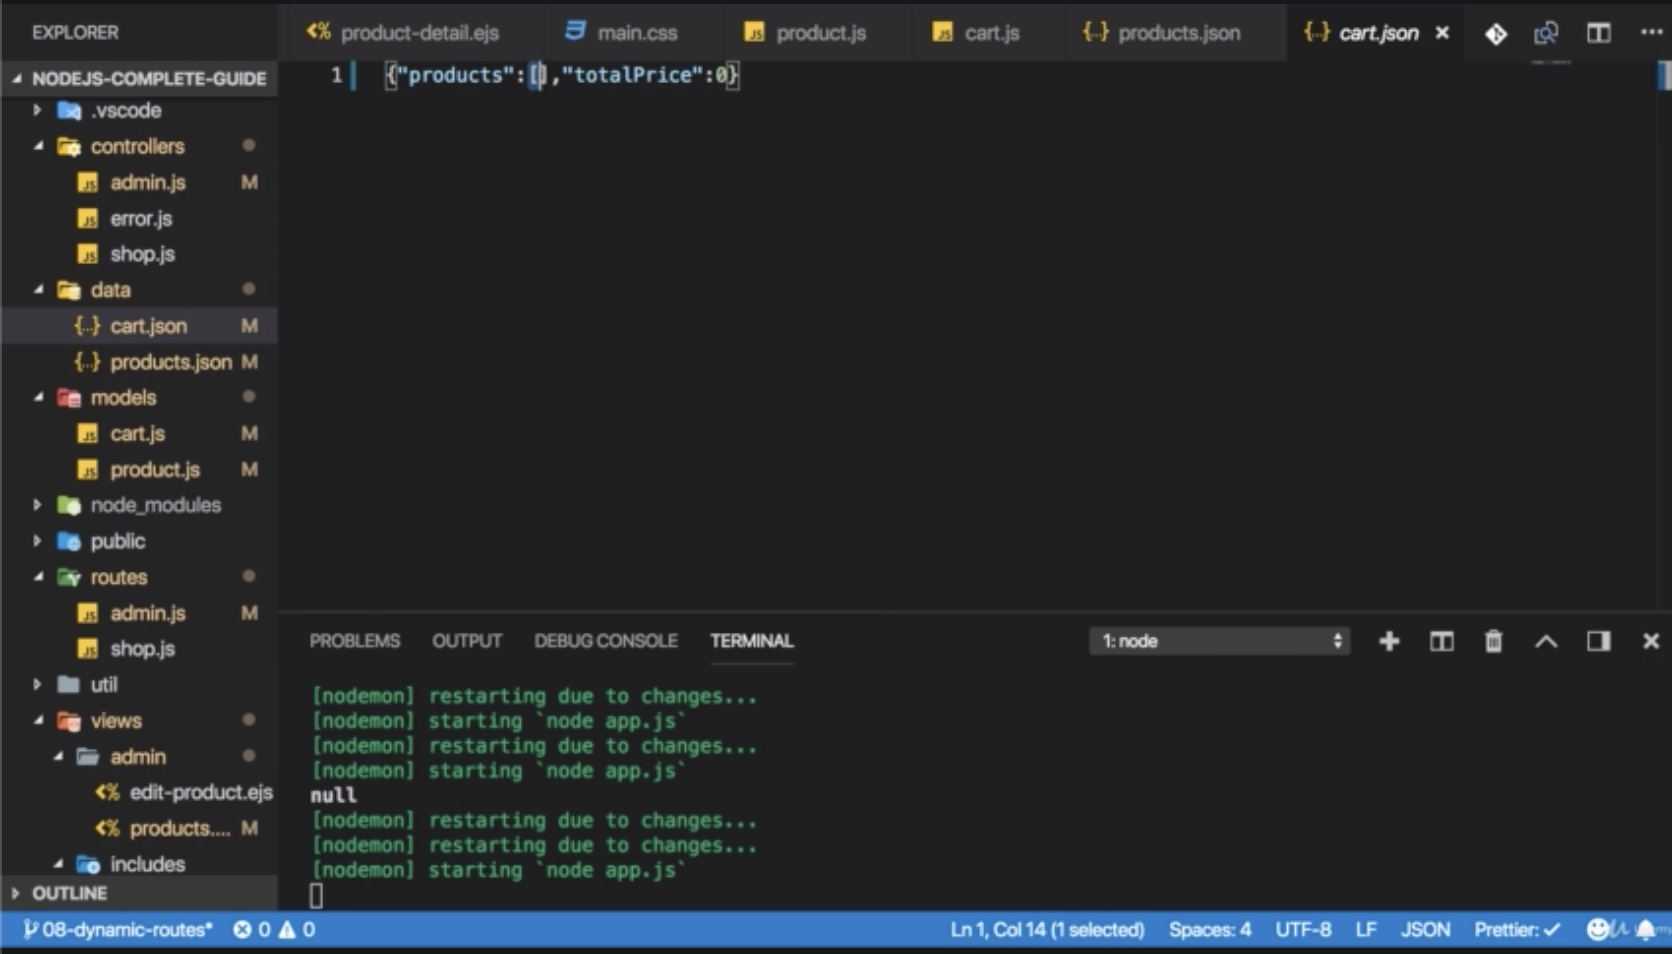 EXPLORER
NODEJS-COMPLETE-GUIDE
.vscode
controllers
admin.js M
error.js
shop.js
data
cart.json M
products.json M
models
cart.js M
product.js M
node_modules
public
routes
admin.js M
shop.js
util
views
admin
edit-product.ejs
products.... M
includes
OUTLINE
product-detail.ejs main.css product.js cart.js products.json cart.json
1 {"products":[],"totalPrice":0}
PROBLEMS OUTPUT DEBUG CONSOLE TERMINAL 1: node
[nodemon] restarting due to changes...
[nodemon] starting `node app.js`
[nodemon] restarting due to changes...
[nodemon] starting `node app.js`
null
[nodemon] restarting due to changes...
[nodemon] restarting due to changes...
[nodemon] starting `node app.js`
08-dynamic-routes* 0 0 Ln 1, Col 14 (1 selected) Spaces: 4 UTF-8 LF JSON Prettier: ✓